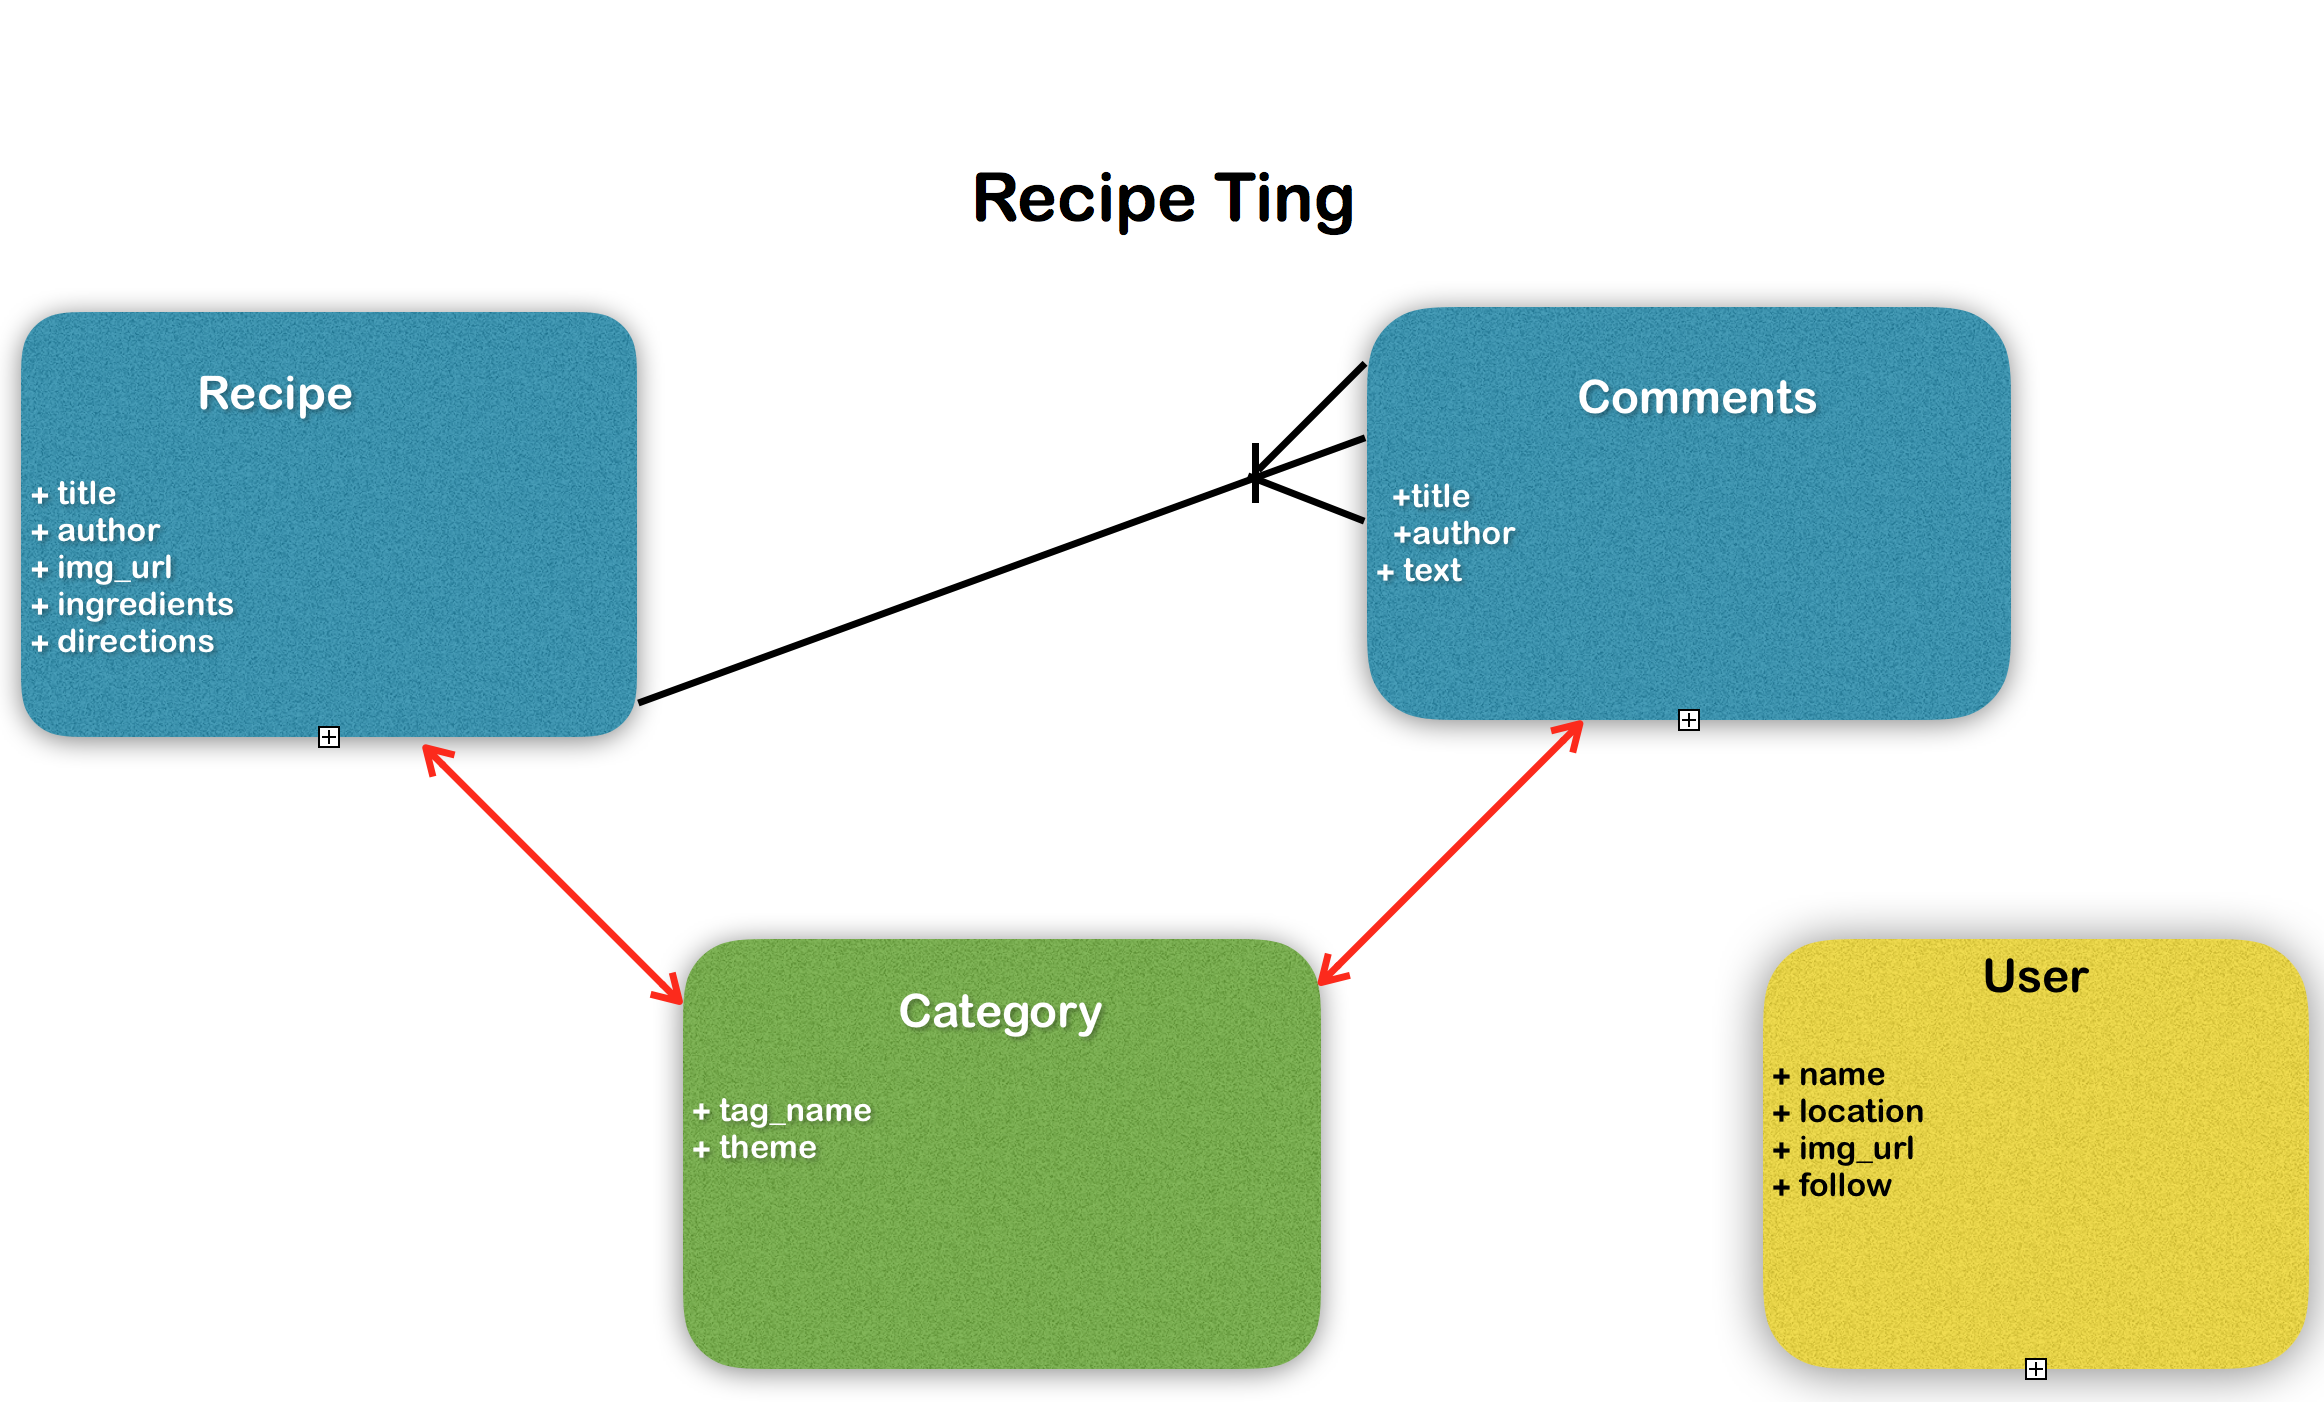 Recipe Ting
Recipe
+ title
+ author
+ img_url
+ ingredients
+ directions
Comments
+title
+author
+ text
Category
+ tag_name
+ theme
User
+ name
+ location
+ img_url
+ follow